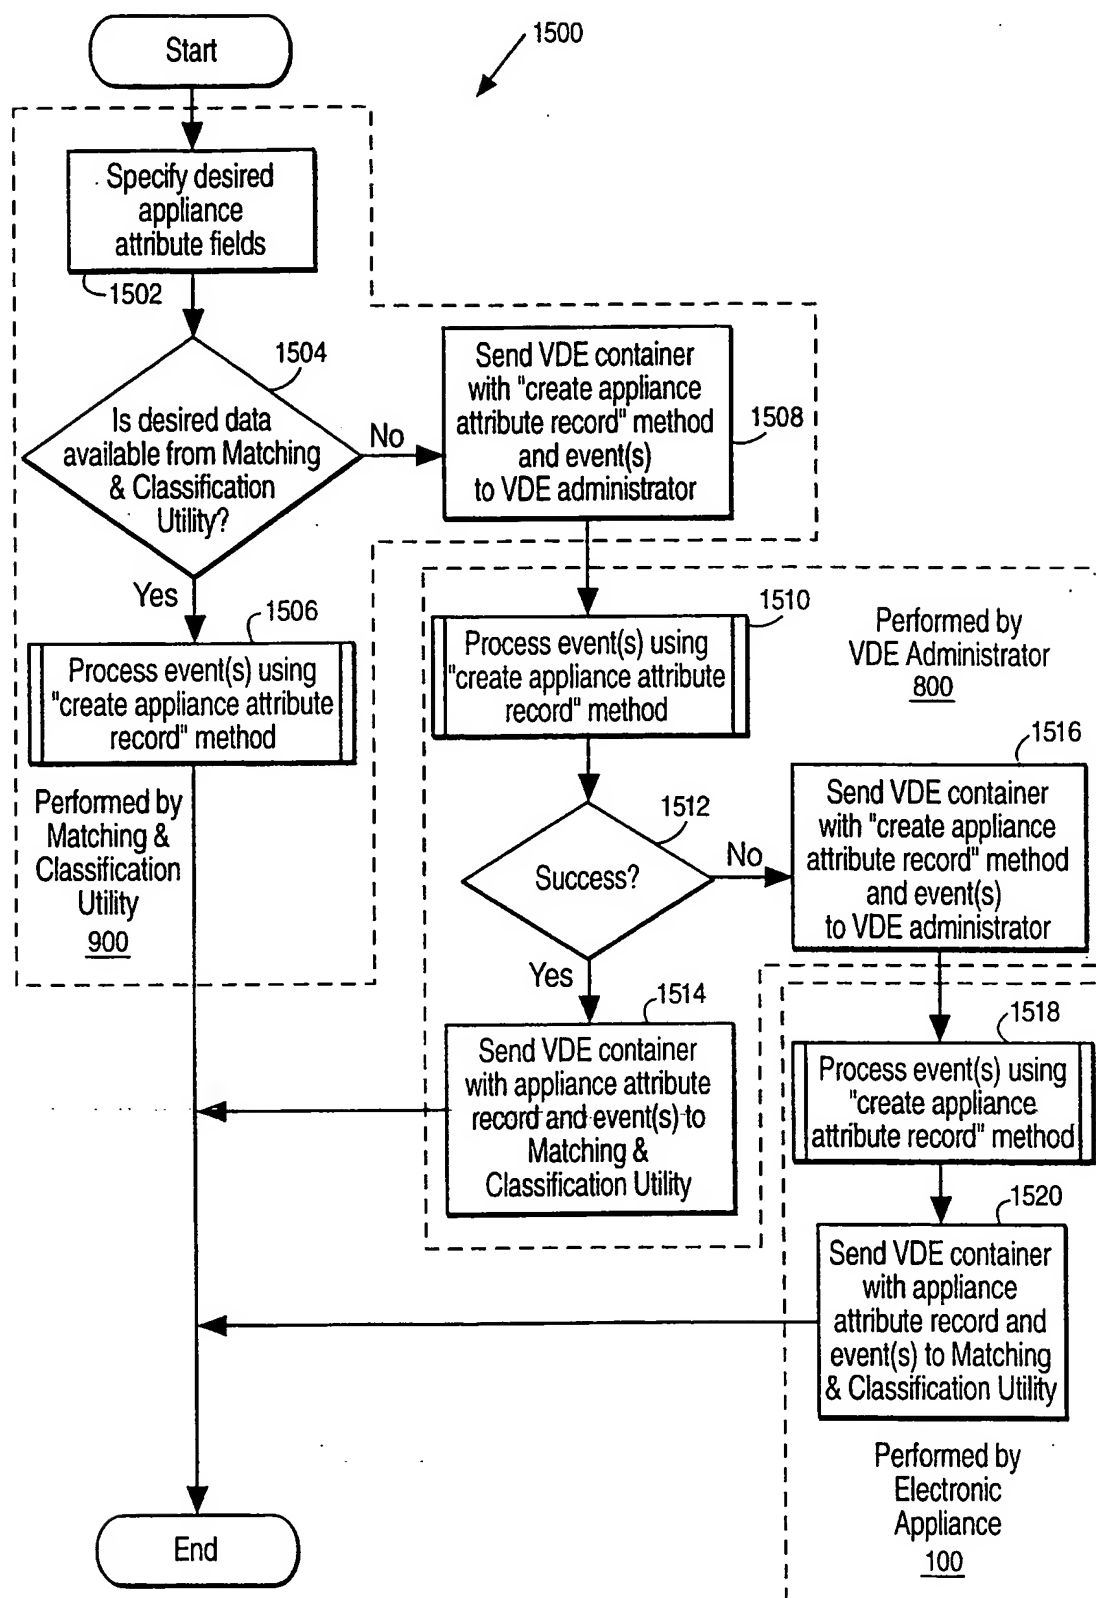 Start
1500
Specify desired
appliance
attribute fields
1502
1504
Is desired data
available from Matching
& Classification
Utility?
No
Yes
Send VDE container
with "create appliance
attribute record" method
and event(s)
to VDE administrator
1508
1506
Process event(s) using
"create appliance attribute
record" method
Performed by
Matching &
Classification
Utility
900
1510
Process event(s) using
"create appliance attribute
record" method
Performed by
VDE Administrator
800
1512
Success?
No
Yes
1516
Send VDE container
with "create appliance
attribute record" method
and event(s)
to VDE administrator
1514
Send VDE container
with appliance attribute
record and event(s) to
Matching &
Classification Utility
1518
Process event(s) using
"create appliance
attribute record" method
1520
Send VDE container
with appliance
attribute record and
event(s) to Matching
& Classification Utility
Performed by
Electronic
Appliance
100
End